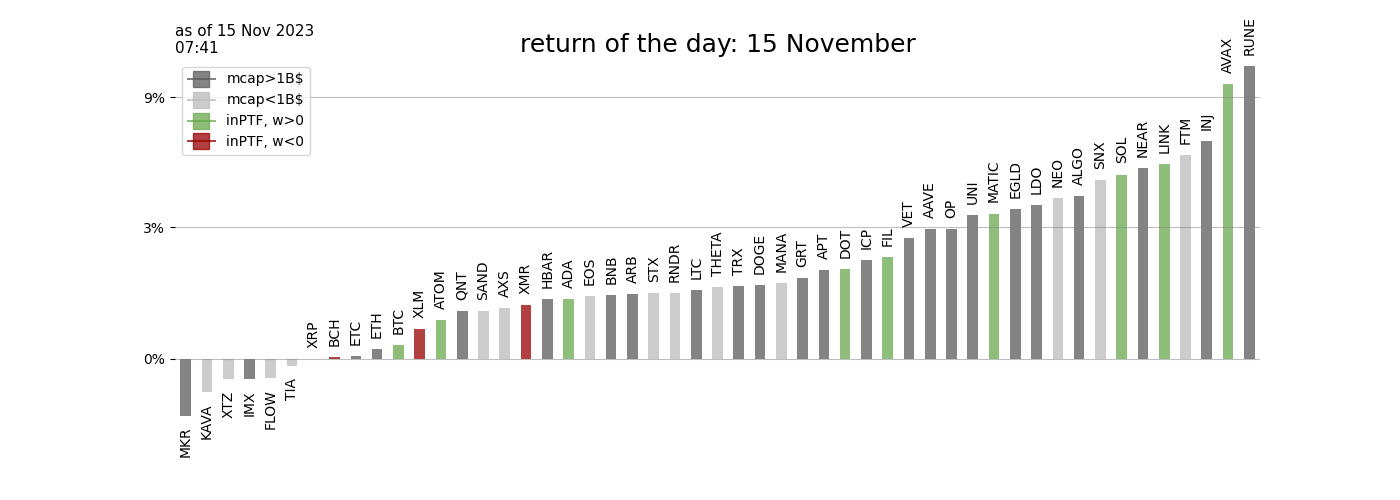 as of 15 Nov 2023
07:41
return of the day: 15 November
mcap>1B$
mcap<1B$
inPTF, w>0
inPTF, w<0
9%
3%
0%
MKR
KAVA
XTZ
IMX
FLOW
TIA
XRP
BCH
ETC
ETH
BTC
XLM
ATOM
QNT
SAND
AXS
XMR
HBAR
ADA
EOS
BNB
ARB
STX
RNDR
LTC
THETA
TRX
DOGE
MANA
GRT
APT
DOT
ICP
FIL
VET
AAVE
OP
UNI
MATIC
EGLD
LDO
NEO
ALGO
SNX
SOL
NEAR
LINK
FTM
INJ
AVAX
RUNE